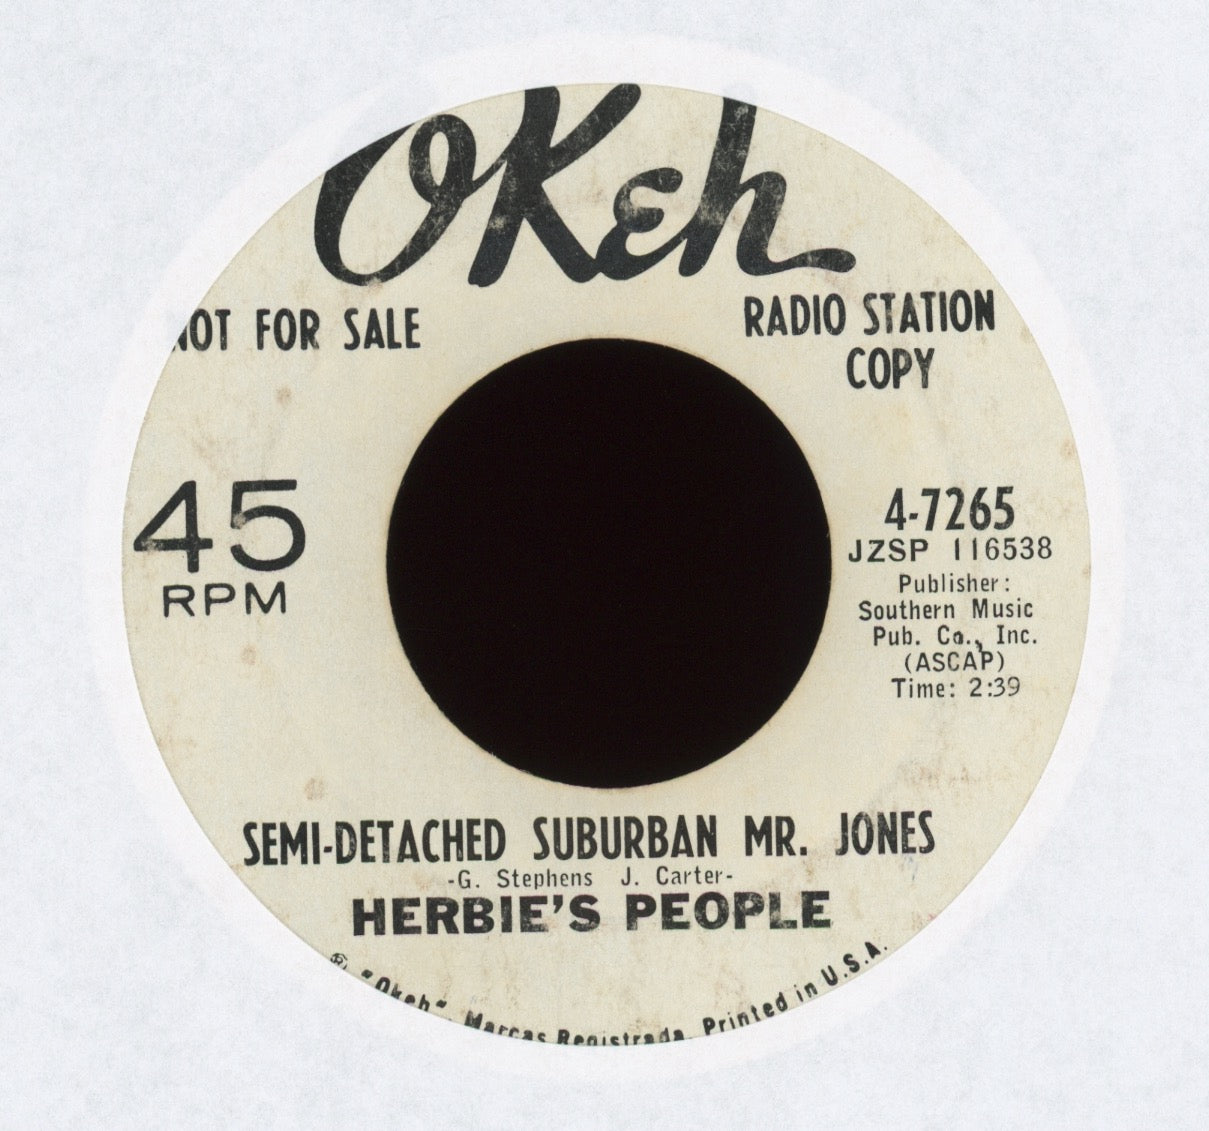 OKeh
NOT FOR SALE
RADIO STATION
COPY
45
RPM
4-7265
JZSP 116538
Publisher:
Southern Music
Pub. Co., Inc.
(ASCAP)
Time: 2:39
SEMI-DETACHED SUBURBAN MR. JONES
-G. Stephens J. Carter-
HERBIE'S PEOPLE
® "Okeh", Marcas Registrada. Printed in U.S.A.